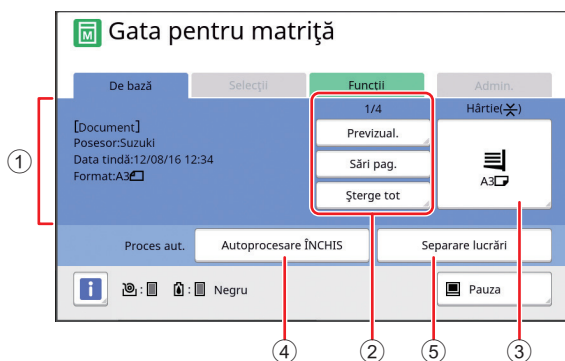 Gata pentru matriţă
De bază Selecţii Funcţii Admin.
1/4 Hârtie(
)
[Document]
Posesor:Suzuki
Data tindă:12/08/16 12:34
Format:A3
Previzual.
Sări pag.
Şterge tot
A3
Proces aut. Autoprocesare ÎNCHIS Separare lucrări
i : : Negru Pauza
1
4 2 5 3